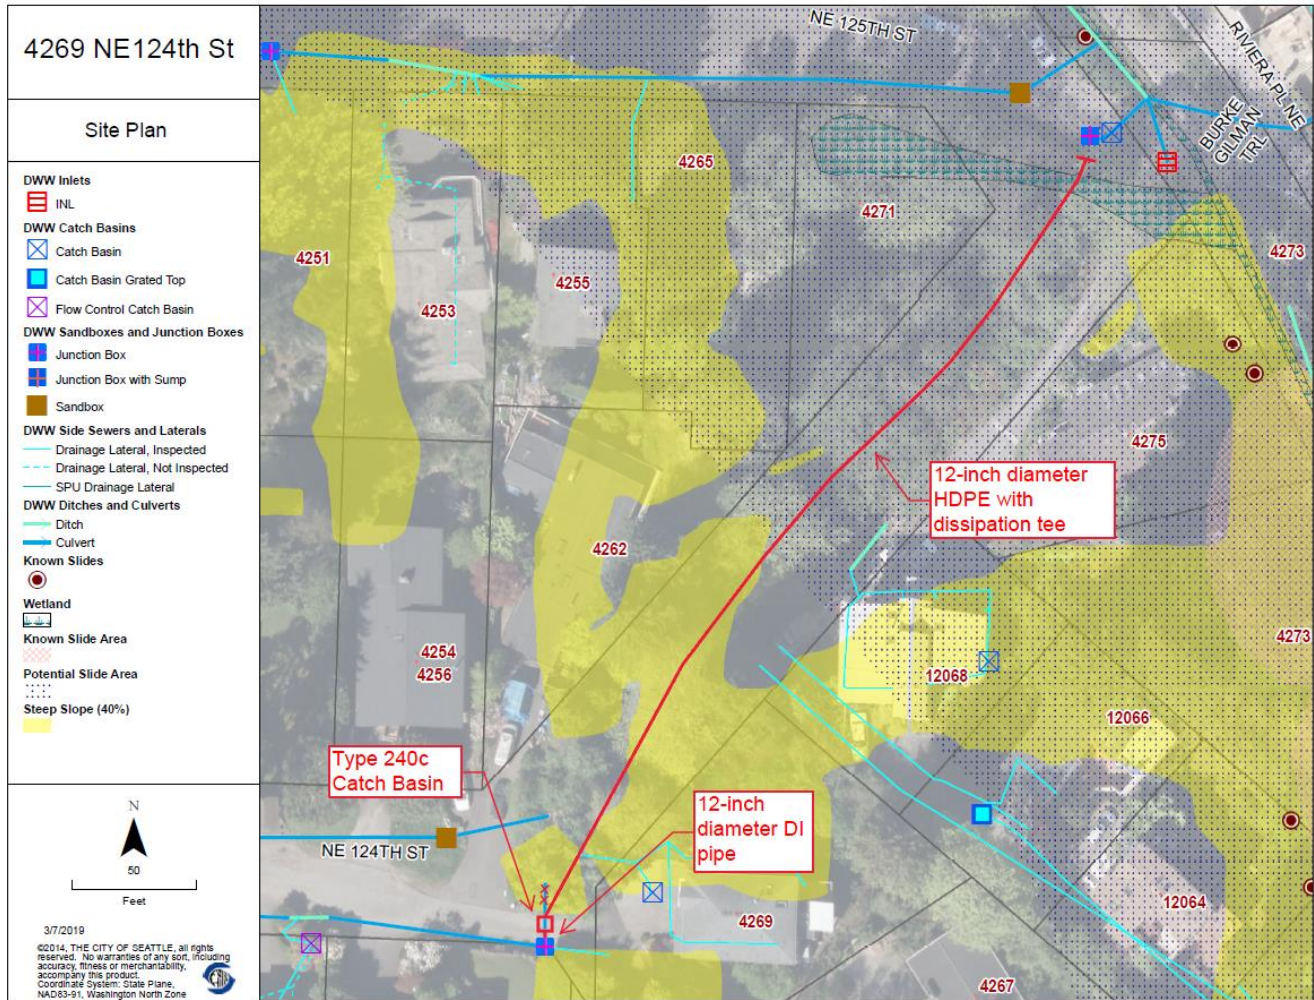 4269 NE124th St
Site Plan
DWW Inlets
INL
DWW Catch Basins
Catch Basin
Catch Basin Grated Top
Flow Control Catch Basin
DWW Sandboxes and Junction Boxes
Junction Box
Junction Box with Sump
Sandbox
DWW Side Sewers and Laterals
Drainage Lateral, Inspected
Drainage Lateral, Not Inspected
SPU Drainage Lateral
DWW Ditches and Culverts
Ditch
Culvert
Known Slides
Wetland
Known Slide Area
Potential Slide Area
Steep Slope (40%)
N
50
Feet
3/7/2019
©2014, THE CITY OF SEATTLE, all rights
reserved. No warranties of any sort, including
accuracy, fitness or merchantability,
accompany this product.
Coordinate System: State Plane,
NAD83-91, Washington North Zone
NE 125TH ST
RIVIERA PL NE
BURKE
GILMAN
TRL
4265
4271
4251
4255
4253
4273
4275
12-inch diameter
HDPE with
dissipation tee
4262
4254
4256
4273
12068
12066
Type 240c
Catch Basin
12-inch
diameter DI
pipe
NE 124TH ST
4269
12064
4267